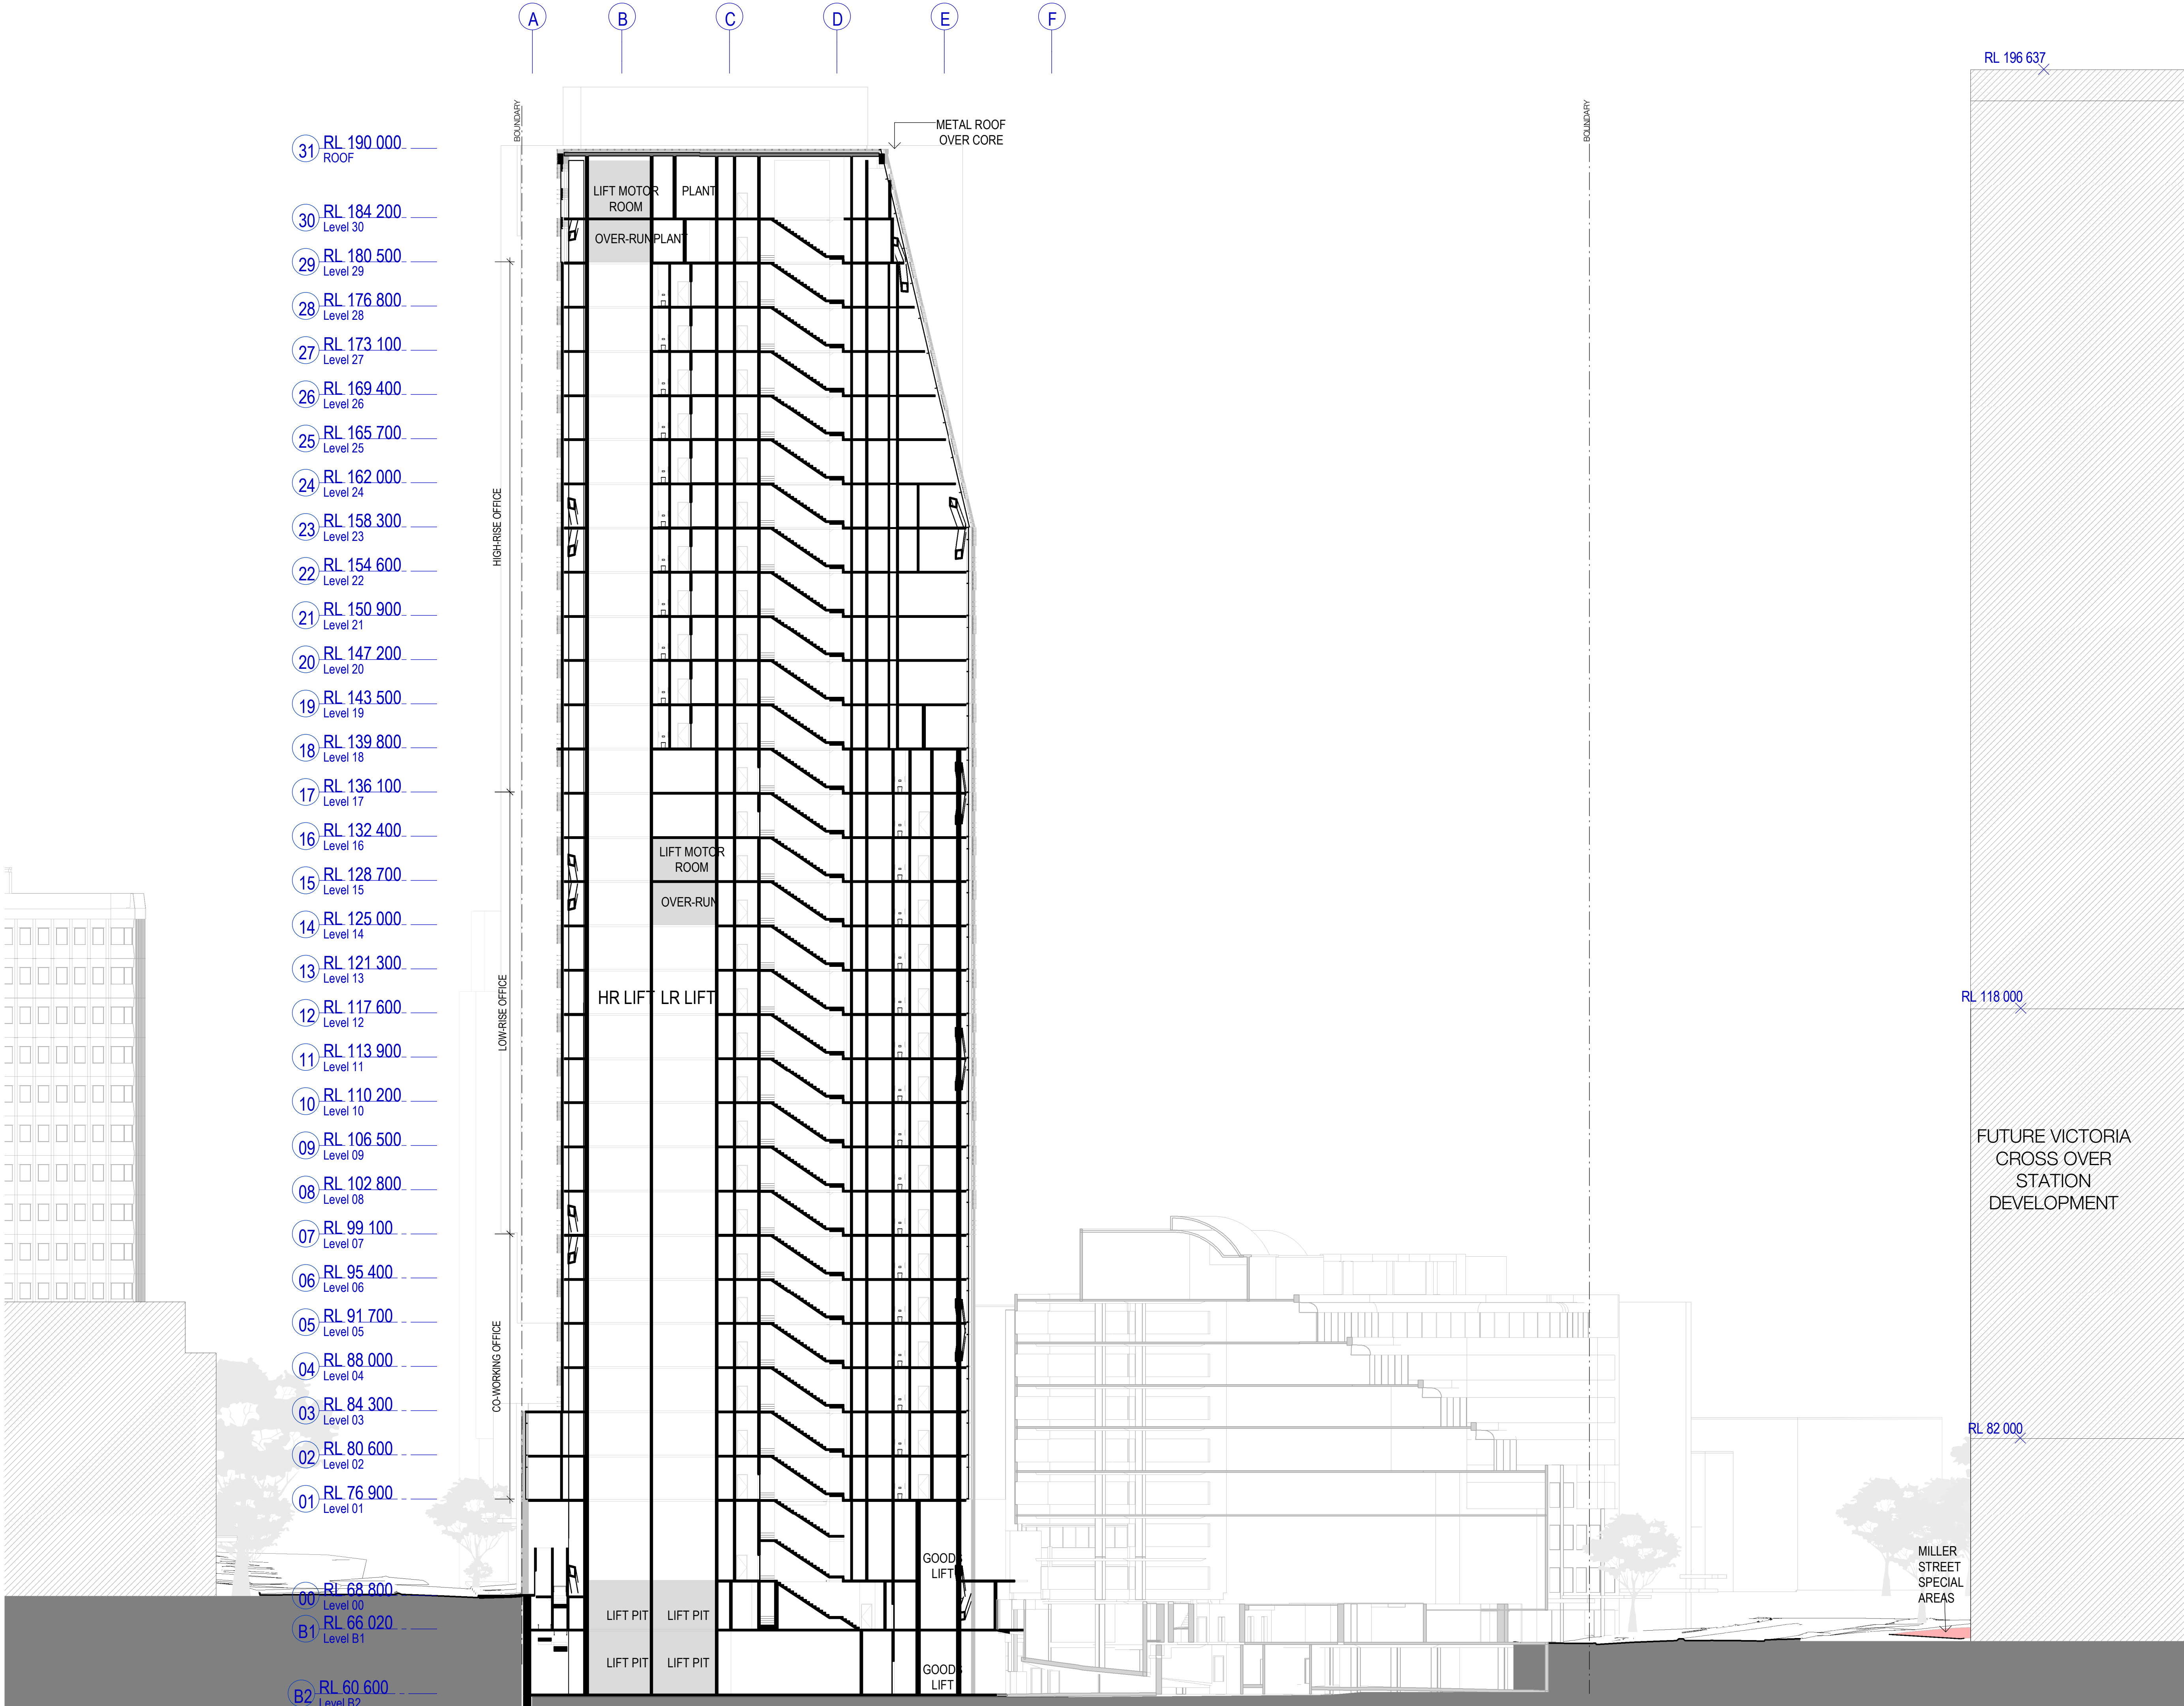 A
B
C
D
E
F
RL 196 637
BOUNDARY
BOUNDARY
METAL ROOF
OVER CORE
31 RL 190 000
ROOF
LIFT MOTOR
ROOM
PLANT
30 RL 184 200
Level 30
OVER-RUN PLANT
29 RL 180 500
Level 29
28 RL 176 800
Level 28
27 RL 173 100
Level 27
26 RL 169 400
Level 26
25 RL 165 700
Level 25
24 RL 162 000
Level 24
HIGH-RISE OFFICE
23 RL 158 300
Level 23
22 RL 154 600
Level 22
21 RL 150 900
Level 21
20 RL 147 200
Level 20
19 RL 143 500
Level 19
18 RL 139 800
Level 18
17 RL 136 100
Level 17
16 RL 132 400
Level 16
LIFT MOTOR
ROOM
15 RL 128 700
Level 15
OVER-RUN
14 RL 125 000
Level 14
13 RL 121 300
Level 13
HR LIFT LR LIFT
RL 118 000
12 RL 117 600
Level 12
LOW-RISE OFFICE
11 RL 113 900
Level 11
10 RL 110 200
Level 10
09 RL 106 500
Level 09
FUTURE VICTORIA
CROSS OVER
STATION
DEVELOPMENT
08 RL 102 800
Level 08
07 RL 99 100
Level 07
06 RL 95 400
Level 06
05 RL 91 700
Level 05
CO-WORKING OFFICE
04 RL 88 000
Level 04
03 RL 84 300
Level 03
RL 82 000
02 RL 80 600
Level 02
01 RL 76 900
Level 01
GOODS
LIFT
MILLER
STREET
SPECIAL
AREAS
00 RL 68 800
Level 00
LIFT PIT LIFT PIT
B1 RL 66 020
Level B1
LIFT PIT LIFT PIT
GOODS
LIFT
B2 RL 60 600
Level B2